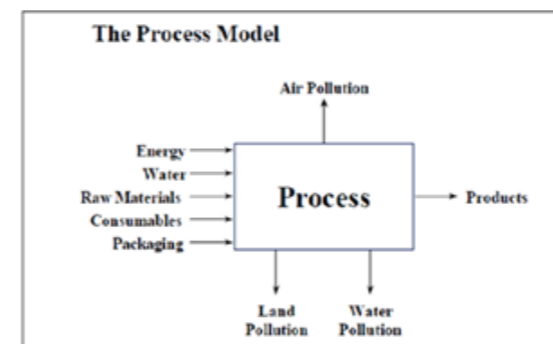 The Process Model
Air Pollution
Energy
Water
Raw Materials
Consumables
Packaging
Process
Products
Land
Pollution
Water
Pollution